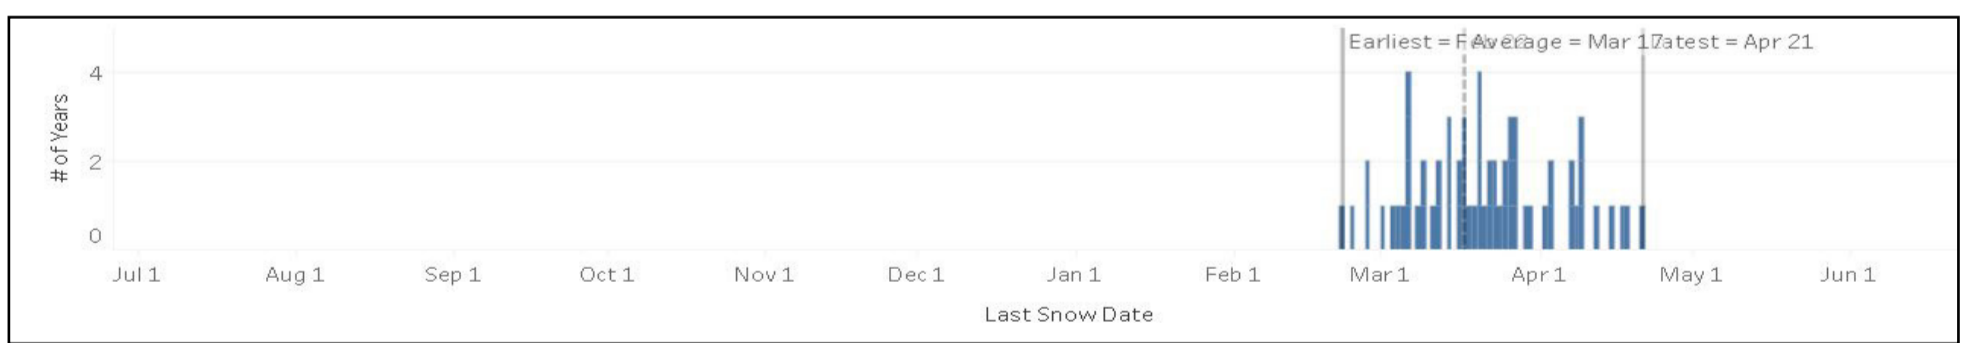 Earliest = Average = Mar 17 Latest = Apr 21
# of Years
4
2
0
Jul 1 Aug 1 Sep 1 Oct 1 Nov 1 Dec 1 Jan 1 Feb 1 Mar 1 Apr 1 May 1 Jun 1
Last Snow Date